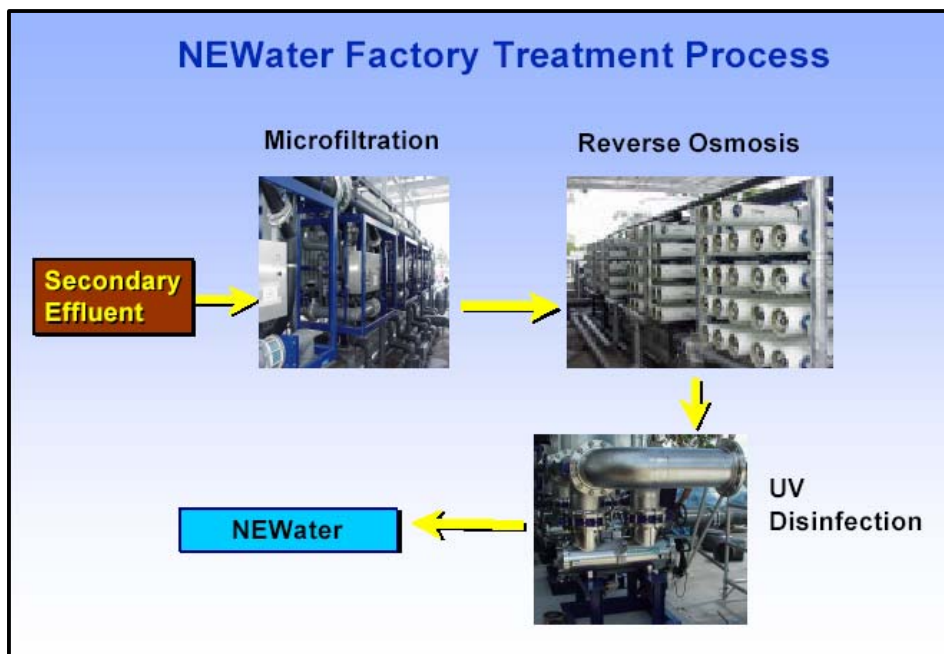 NEWater Factory Treatment Process
Microfiltration
Reverse Osmosis
Secondary
Effluent
UV
Disinfection
NEWater